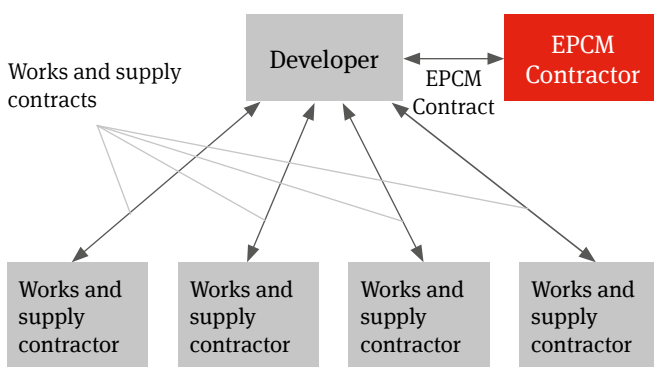 Developer
EPCM
Contractor
EPCM
Contract
Works and supply
contracts
Works and
supply
contractor
Works and
supply
contractor
Works and
supply
contractor
Works and
supply
contractor